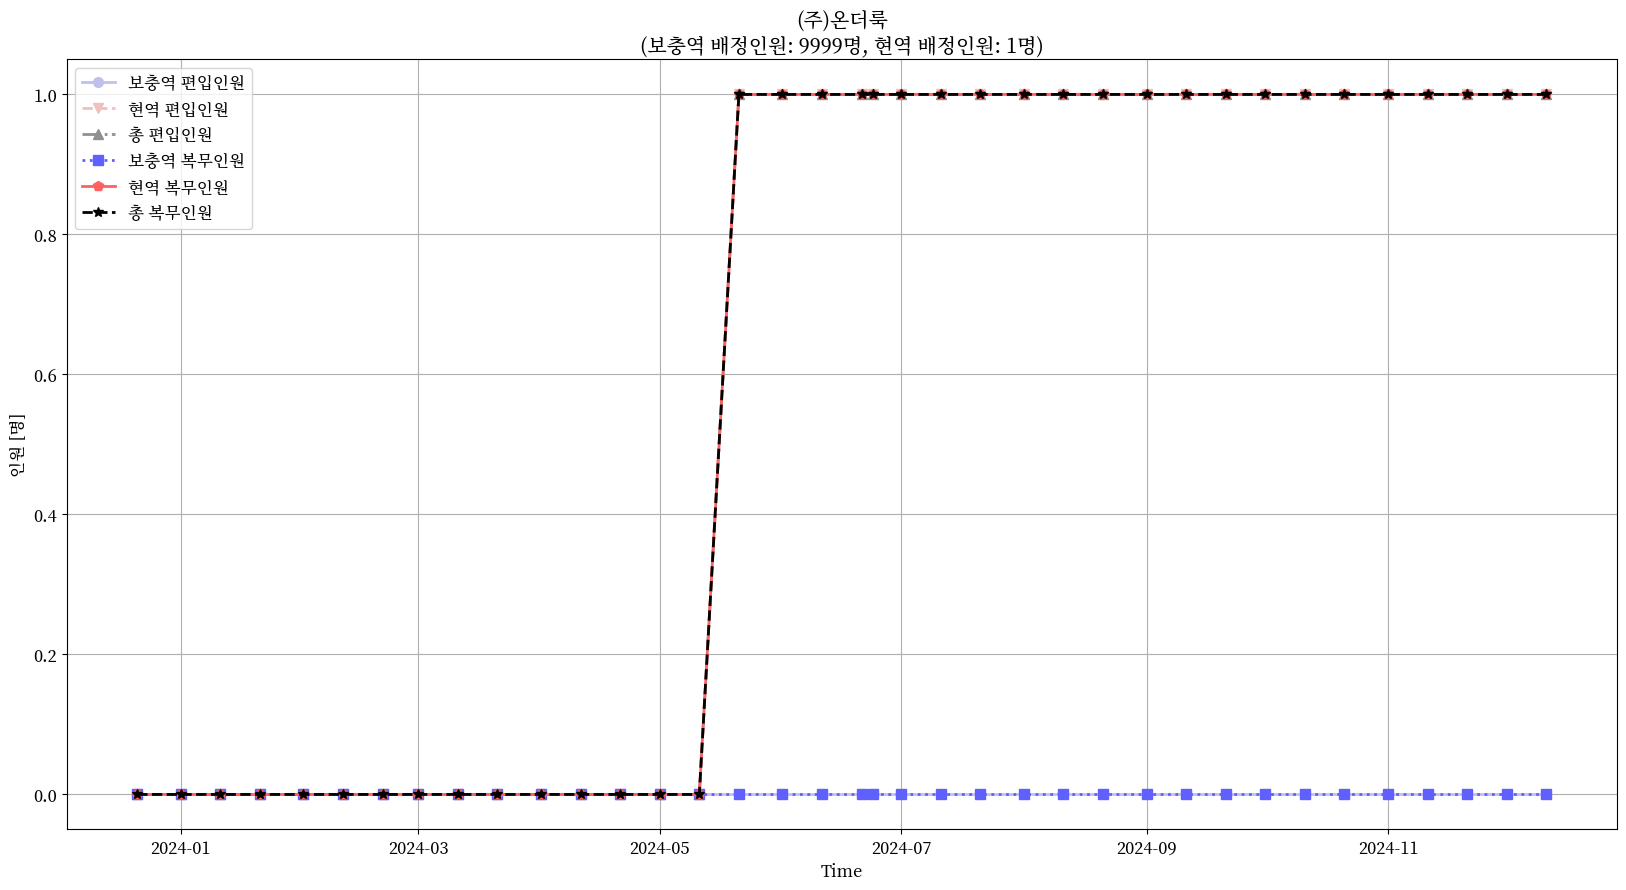 (주)온더룩
(보충역 배정인원: 9999명, 현역 배정인원: 1명)
보충역 편입인원
현역 편입인원
총 편입인원
보충역 복무인원
현역 복무인원
총 복무인원
1.0
0.8
0.6
0.4
0.2
0.0
인원 [명]
2024-01
2024-03
2024-05
2024-07
2024-09
2024-11
Time